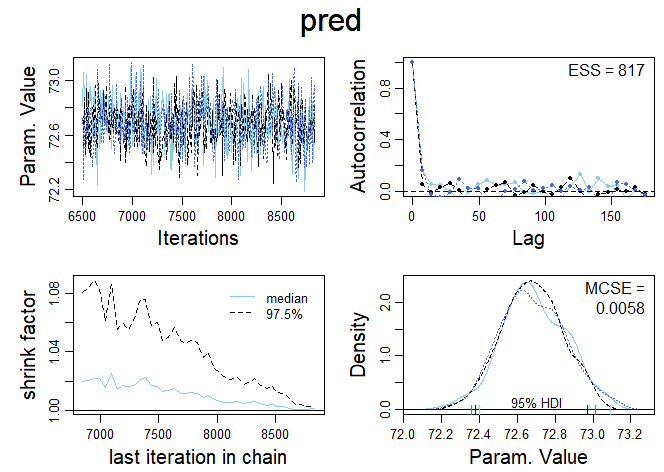 pred
Param. Value
72.2 72.6 73.0
6500 7000 7500 8000 8500
Iterations
Autocorrelation
0.0 0.4 0.8
ESS = 817
0 50 100 150
Lag
shrink factor
1.00 1.04 1.08
median
97.5%
7000 7500 8000 8500
last iteration in chain
Density
0.0 1.0 2.0
MCSE =
0.0058
95% HDI
72.0 72.2 72.4 72.6 72.8 73.0 73.2
Param. Value